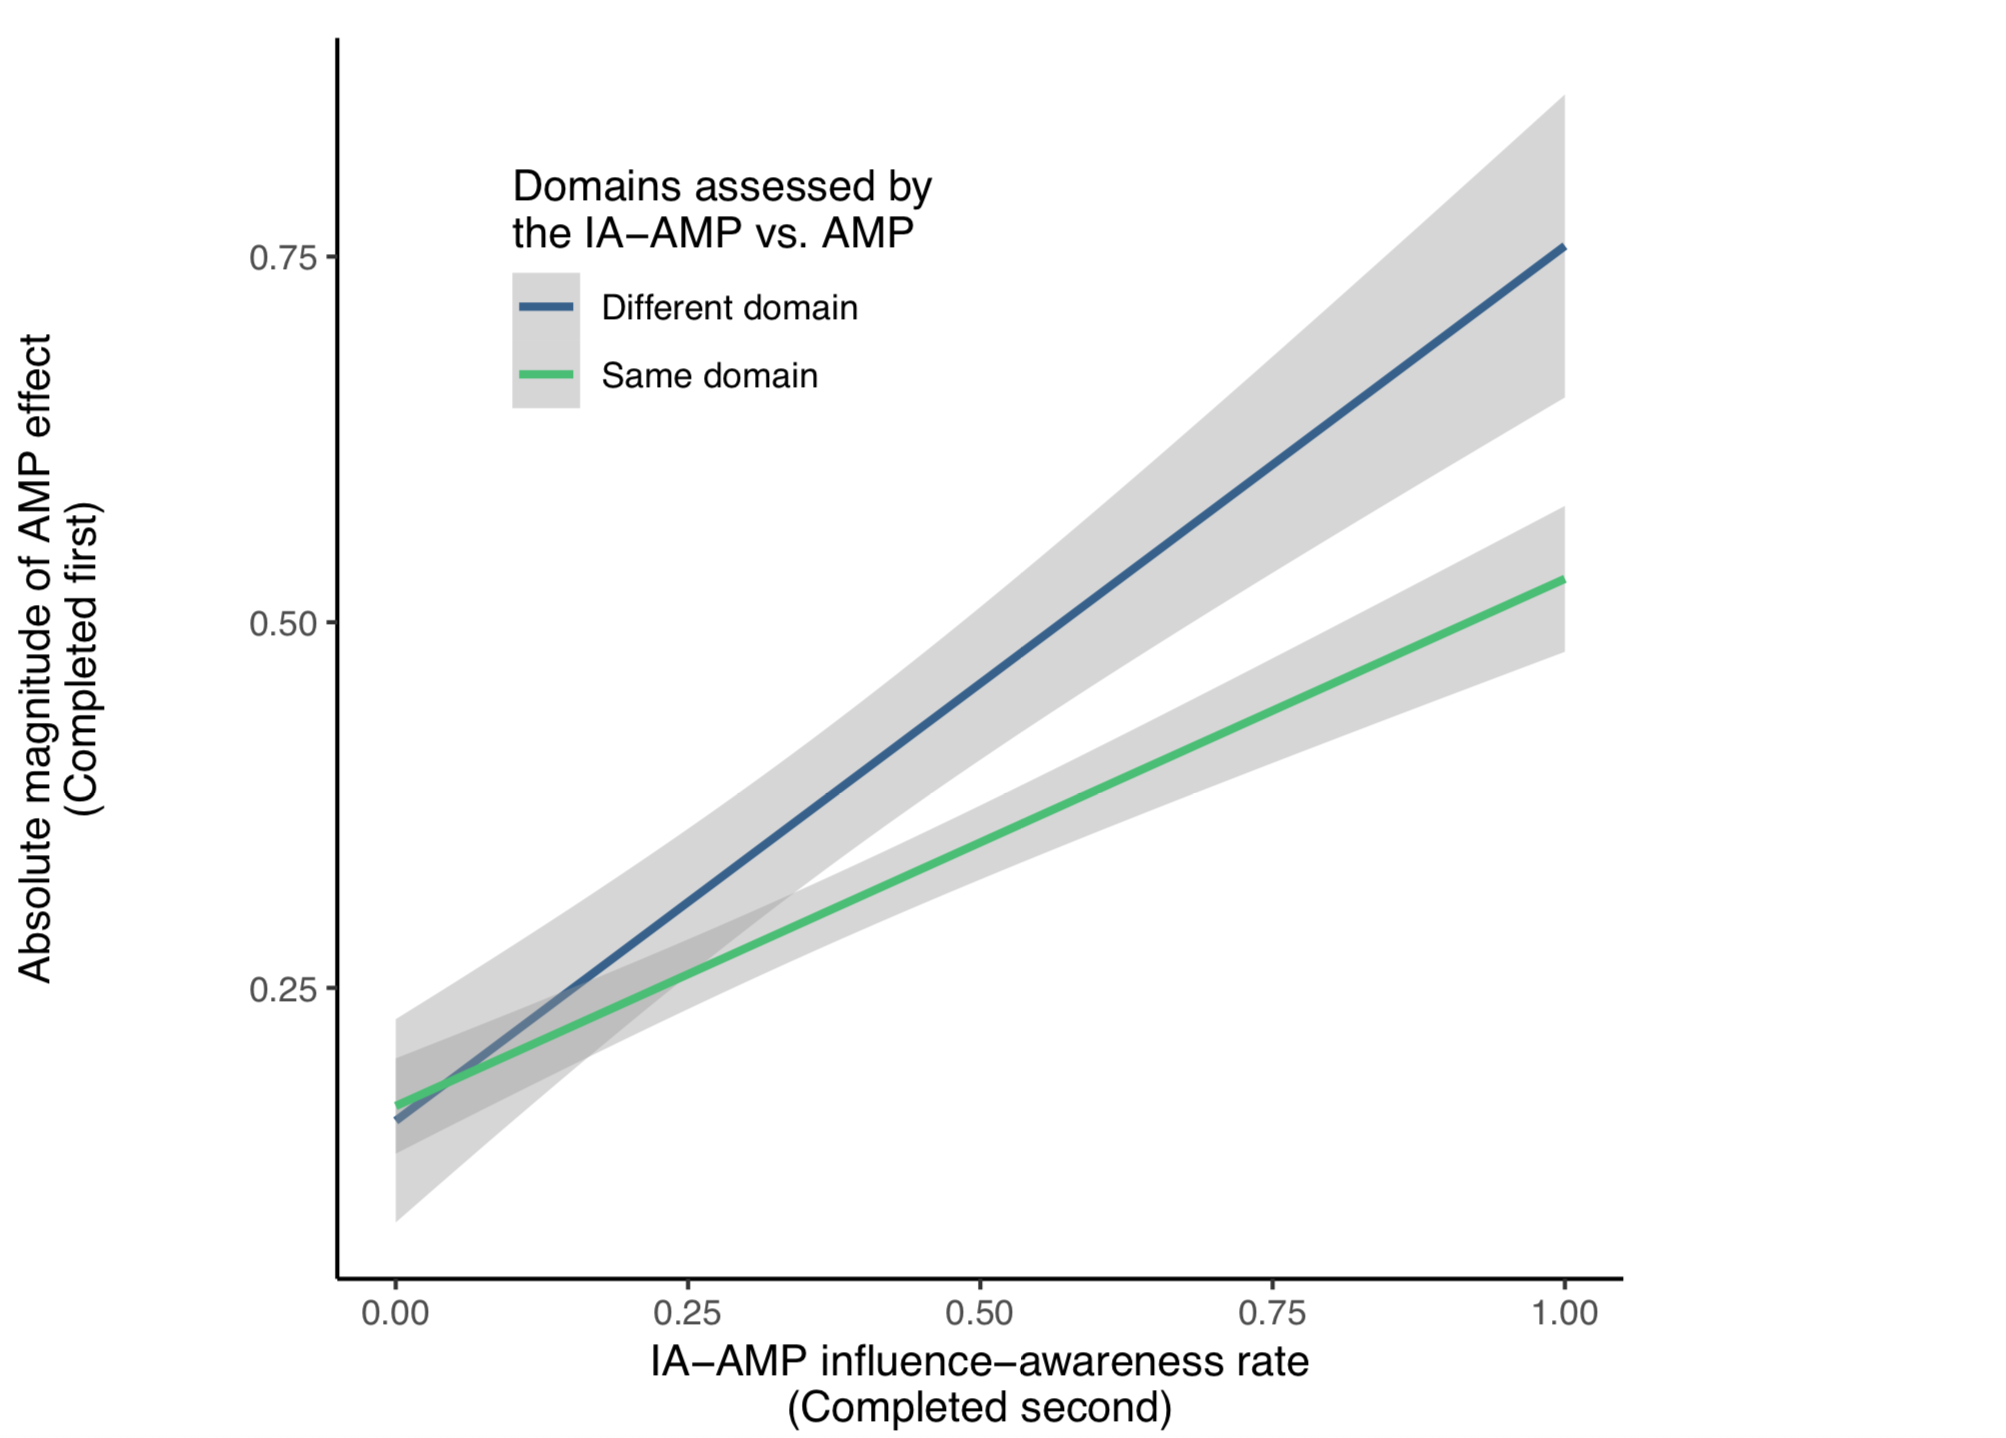 Domains assessed by
the IA−AMP vs. AMP
Different domain
Same domain
Absolute magnitude of AMP effect
(Completed first)
0.75
0.50
0.25
0.00 0.25 0.50 0.75 1.00
IA−AMP influence−awareness rate
(Completed second)